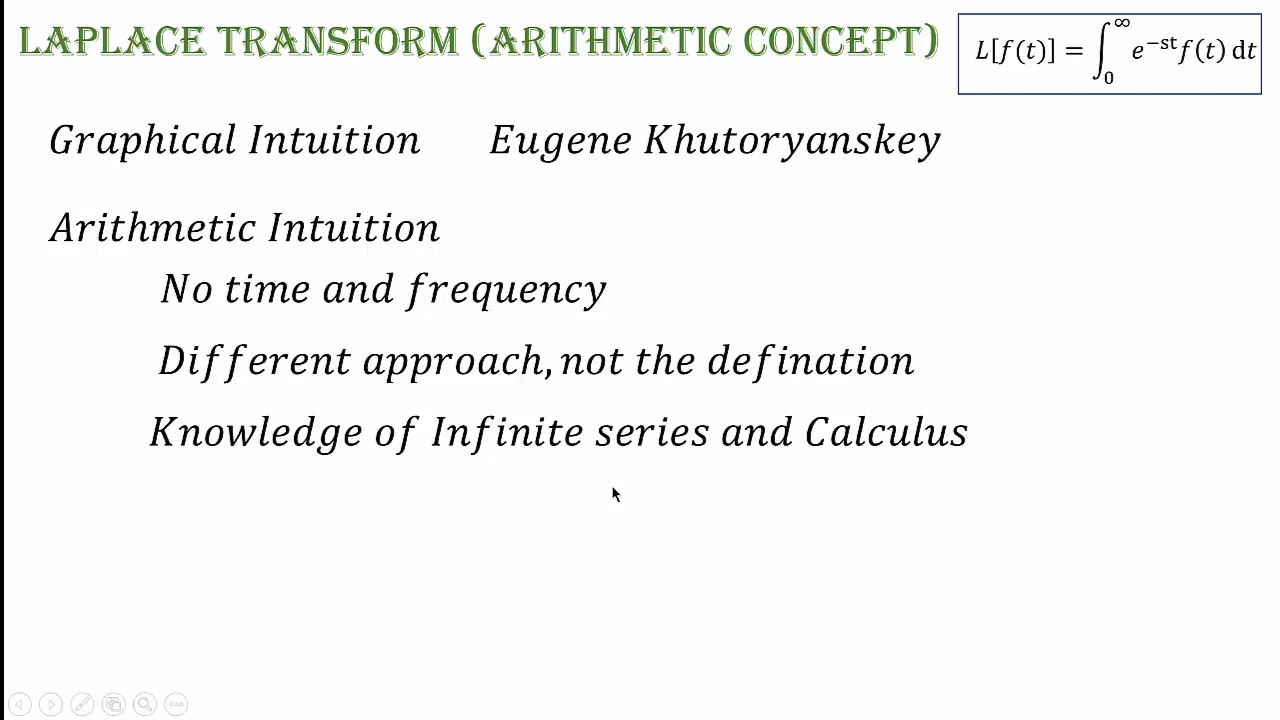 LAPLACE TRANSFORM (ARITHMETIC CONCEPT)
L[f(t)] = ∫₀^∞ e^{−st} f(t) dt
Graphical Intuition Eugene Khutoryanskey
Arithmetic Intuition
No time and frequency
Different approach, not the defination
Knowledge of Infinite series and Calculus